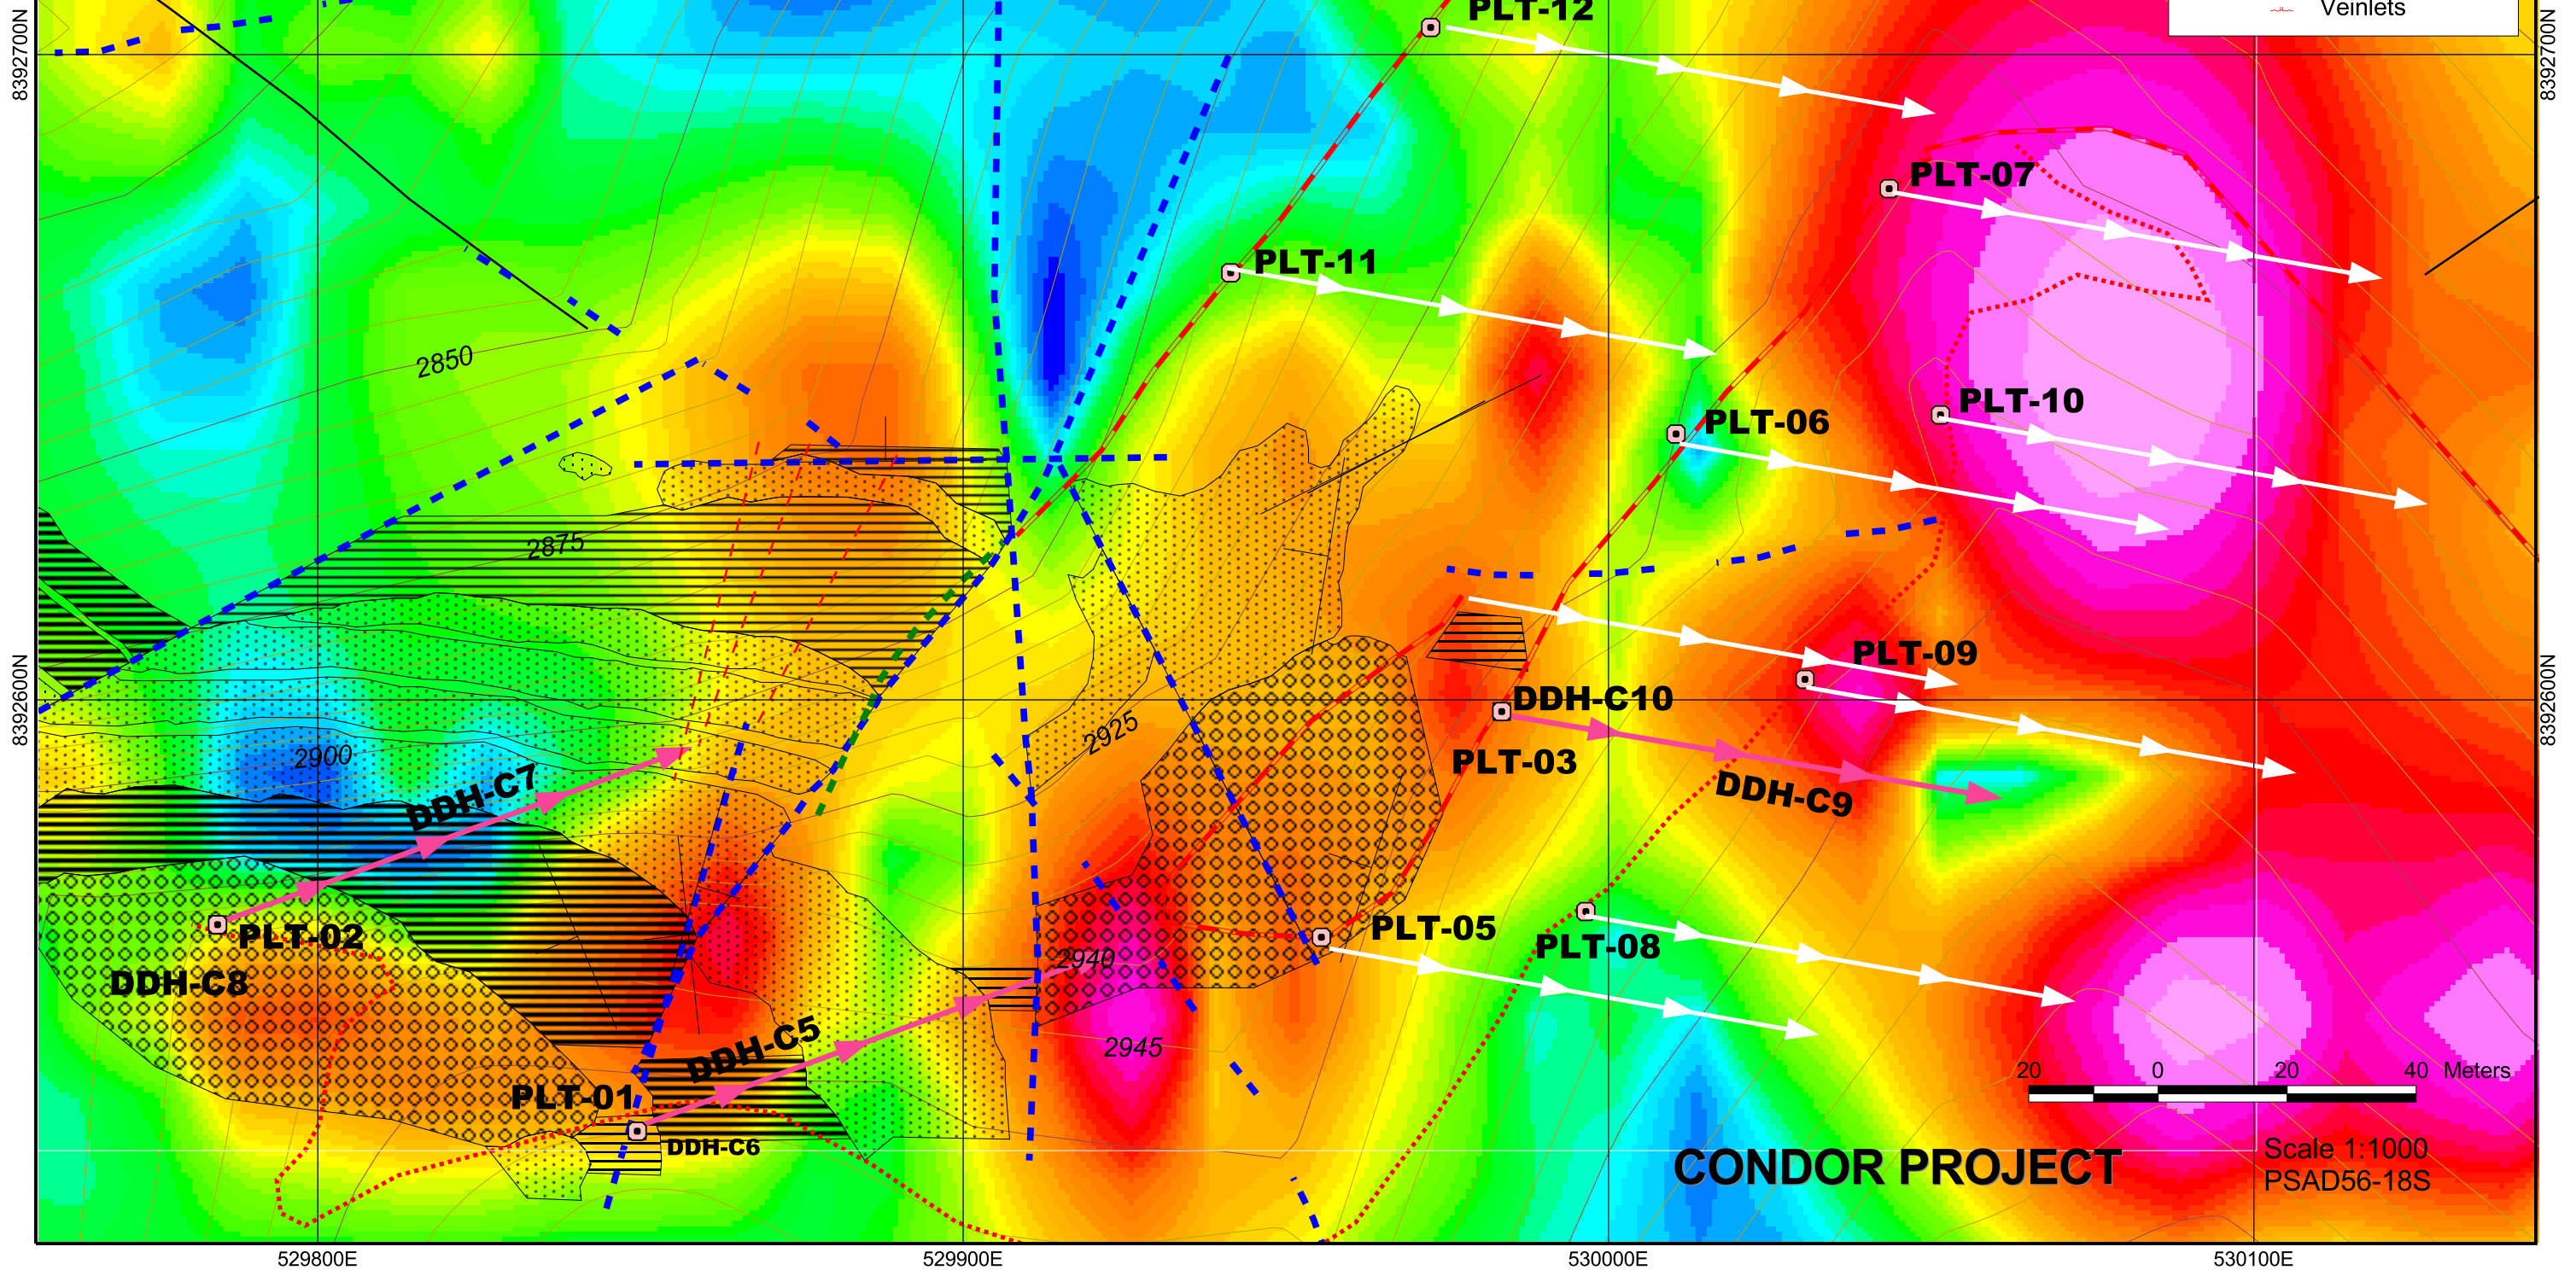 PLT-12
Veinlets
8392700N
8392700N
PLT-07
PLT-11
2850
PLT-10
PLT-06
2875
PLT-09
8392600N
8392600N
DDH-C10
2925
2900
PLT-03
DDH-C7
DDH-C9
PLT-05
PLT-02
PLT-08
2940
DDH-C8
DDH-C5
2945
20 0 20 40 Meters
PLT-01
DDH-C6
CONDOR PROJECT
Scale 1:1000
PSAD56-18S
529800E
529900E
530000E
530100E